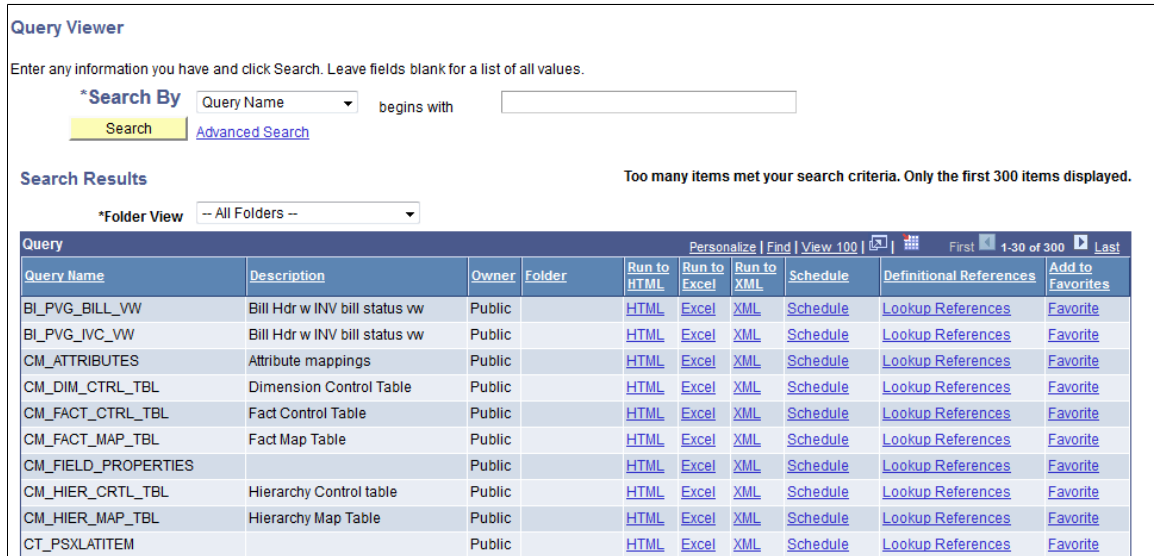 Query Viewer
Enter any information you have and click Search. Leave fields blank for a list of all values.
*Search By Query Name begins with
Search Advanced Search
Search Results Too many items met your search criteria. Only the first 300 items displayed.
*Folder View -- All Folders --
Query Personalize | Find | View 100 | | First 1-30 of 300 Last
Query Name Description Owner Folder Run to HTML Run to Excel Run to XML Schedule Definitional References Add to Favorites
BI_PVG_BILL_VW Bill Hdr w INV bill status vw Public HTML Excel XML Schedule Lookup References Favorite
BI_PVG_IVC_VW Bill Hdr w INV bill status vw Public HTML Excel XML Schedule Lookup References Favorite
CM_ATTRIBUTES Attribute mappings Public HTML Excel XML Schedule Lookup References Favorite
CM_DIM_CTRL_TBL Dimension Control Table Public HTML Excel XML Schedule Lookup References Favorite
CM_FACT_CTRL_TBL Fact Control Table Public HTML Excel XML Schedule Lookup References Favorite
CM_FACT_MAP_TBL Fact Map Table Public HTML Excel XML Schedule Lookup References Favorite
CM_FIELD_PROPERTIES Public HTML Excel XML Schedule Lookup References Favorite
CM_HIER_CRTL_TBL Hierarchy Control table Public HTML Excel XML Schedule Lookup References Favorite
CM_HIER_MAP_TBL Hierarchy Map Table Public HTML Excel XML Schedule Lookup References Favorite
CT_PSXLATITEM Public HTML Excel XML Schedule Lookup References Favorite